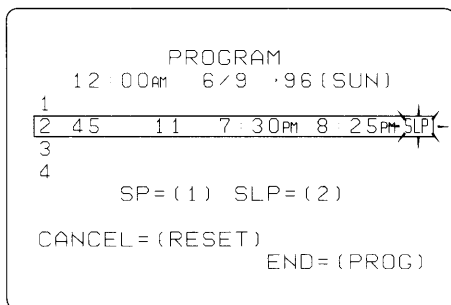 PROGRAM
12:00AM 6/9 '96(SUN)
1
2 45 11 7:30PM 8:25PM SLP
3
4
SP=(1) SLP=(2)
CANCEL=(RESET)
END=(PROG)